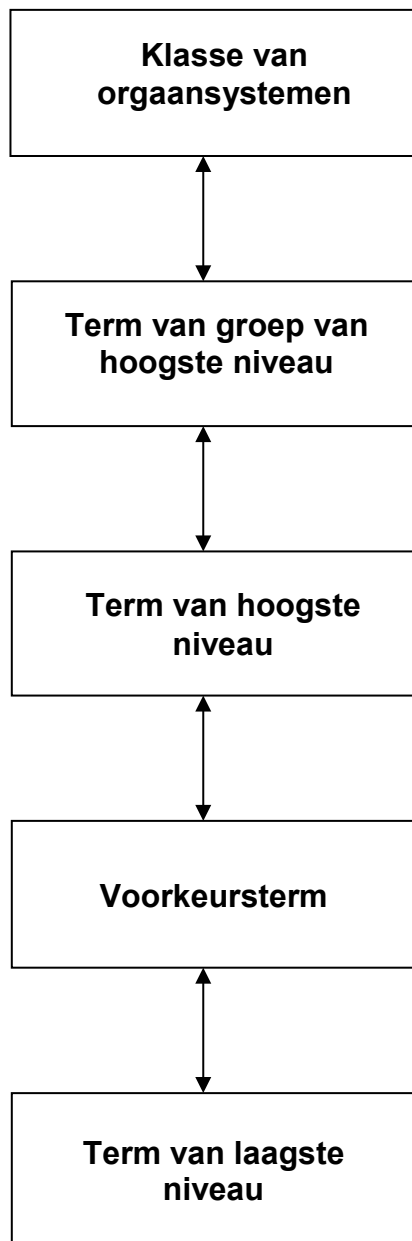 Klasse van
orgaansystemen
Term van groep van
hoogste niveau
Term van hoogste
niveau
Voorkeursterm
Term van laagste
niveau